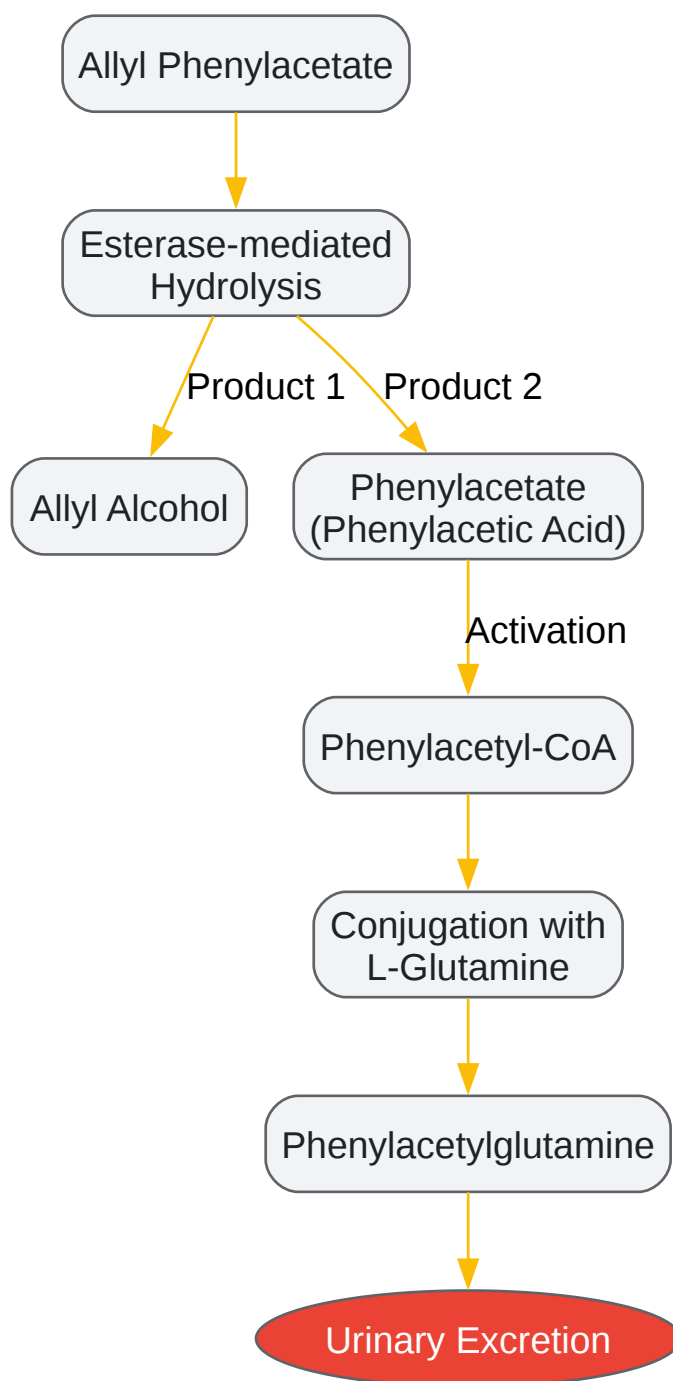 Allyl Phenylacetate
Esterase-mediated
Hydrolysis
Product 1
Product 2
Allyl Alcohol
Phenylacetate
(Phenylacetic Acid)
Activation
Phenylacetyl-CoA
Conjugation with
L-Glutamine
Phenylacetylglutamine
Urinary Excretion